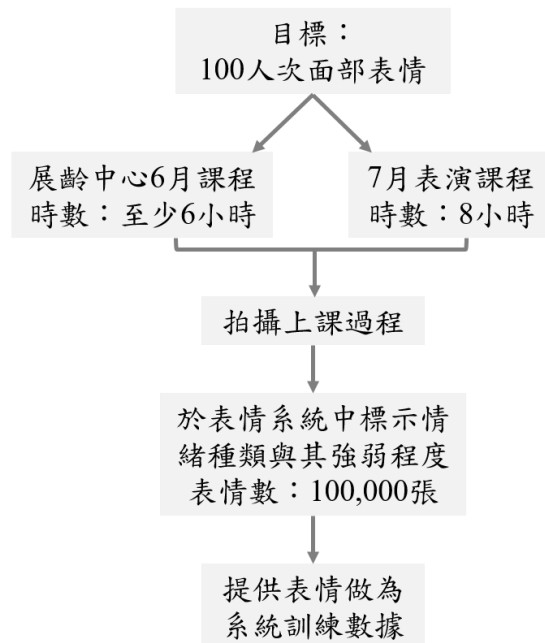 目標：
100人次面部表情
展齡中心6月課程
時數：至少6小時
7月表演課程
時數：8小時
拍攝上課過程
於表情系統中標示情
緒種類與其強弱程度
表情數：100,000張
提供表情做為
系統訓練數據